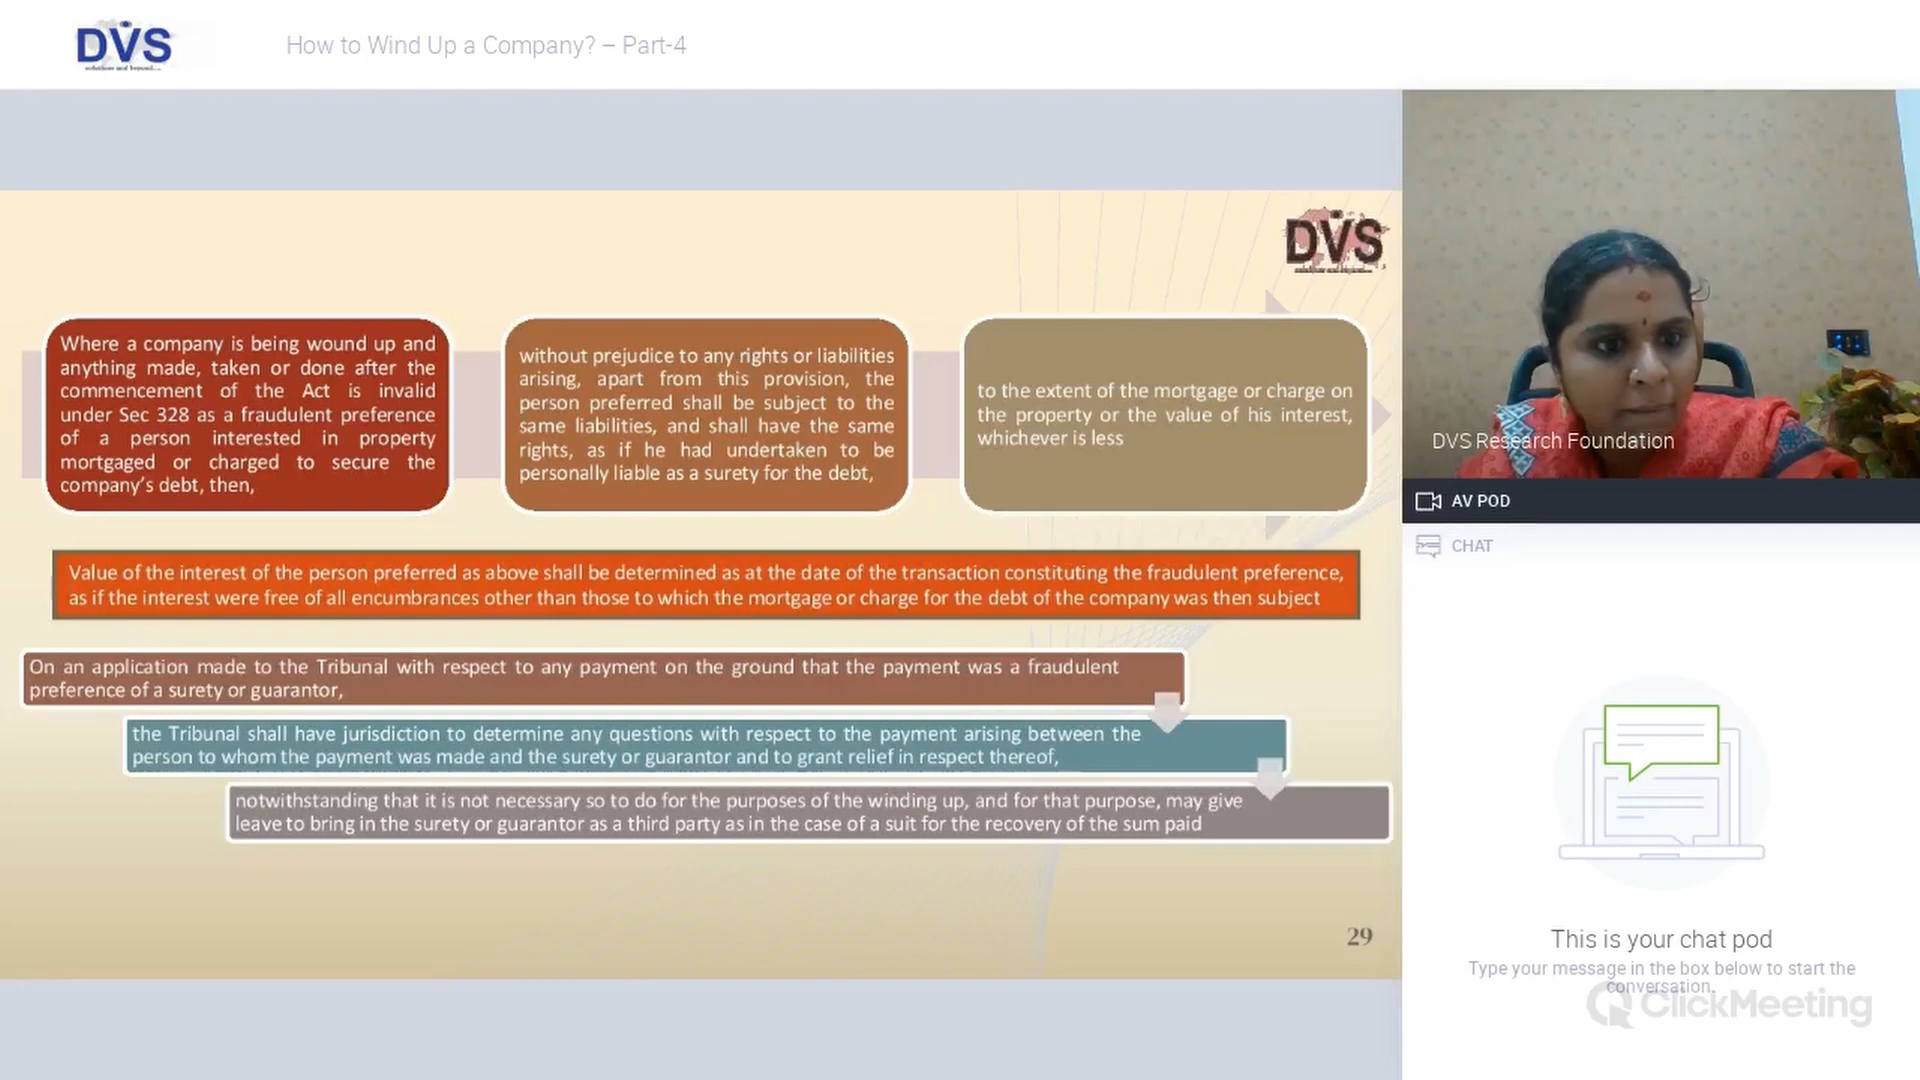 DVS
solutions and beyond....
How to Wind Up a Company? – Part-4
DVS
Where a company is being wound up and
anything made, taken or done after the
commencement of the Act is invalid
under Sec 328 as a fraudulent preference
of a person interested in property
mortgaged or charged to secure the
company's debt, then,
without prejudice to any rights or liabilities
arising, apart from this provision, the
person preferred shall be subject to the
same liabilities, and shall have the same
rights, as if he had undertaken to be
personally liable as a surety for the debt,
to the extent of the mortgage or charge on
the property or the value of his interest,
whichever is less
Value of the interest of the person preferred as above shall be determined as at the date of the transaction constituting the fraudulent preference,
as if the interest were free of all encumbrances other than those to which the mortgage or charge for the debt of the company was then subject
On an application made to the Tribunal with respect to any payment on the ground that the payment was a fraudulent
preference of a surety or guarantor,
the Tribunal shall have jurisdiction to determine any questions with respect to the payment arising between the
person to whom the payment was made and the surety or guarantor and to grant relief in respect thereof,
notwithstanding that it is not necessary so to do for the purposes of the winding up, and for that purpose, may give
leave to bring in the surety or guarantor as a third party as in the case of a suit for the recovery of the sum paid
29
DVS Research Foundation
AV POD
CHAT
This is your chat pod
Type your message in the box below to start the
conversation.
ClickMeeting